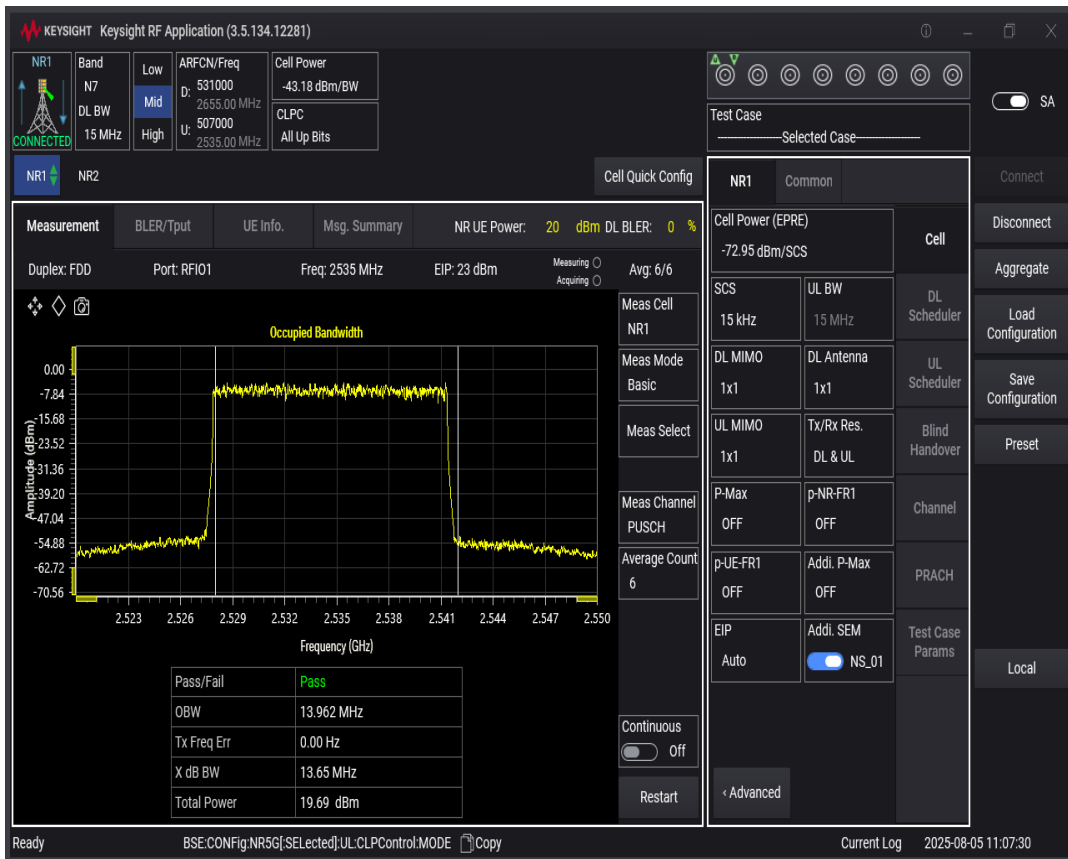 KEYSIGHT Keysight RF Application (3.5.134.12281)
NR1
CONNECTED
Band
N7
DL BW
15 MHz
Low
Mid
High
ARFCN/Freq
D: 531000
2655.00 MHz
U: 507000
2535.00 MHz
Cell Power
-43.18 dBm/BW
CLPC
All Up Bits
Test Case
----------------Selected Case----------------
SA
NR1 NR2
Cell Quick Config
NR1 Common
Connect
Disconnect
Aggregate
Load
Configuration
Save
Configuration
Preset
Local
Measurement BLER/Tput UE Info. Msg. Summary NR UE Power: 20 dBm DL BLER: 0 %
Duplex: FDD Port: RFIO1 Freq: 2535 MHz EIP: 23 dBm Measuring Avg: 6/6
Acquiring
Occupied Bandwidth
Amplitude (dBm)
0.00
-7.84
-15.68
-23.52
-31.36
-39.20
-47.04
-54.88
-62.72
-70.56
2.523 2.526 2.529 2.532 2.535 2.538 2.541 2.544 2.547 2.550
Frequency (GHz)
Pass/Fail Pass
OBW 13.962 MHz
Tx Freq Err 0.00 Hz
X dB BW 13.65 MHz
Total Power 19.69 dBm
Meas Cell
NR1
Meas Mode
Basic
Meas Select
Meas Channel
PUSCH
Average Count
6
Continuous
Off
Restart
Cell Power (EPRE)
-72.95 dBm/SCS
SCS
15 kHz
UL BW
15 MHz
DL MIMO
1x1
DL Antenna
1x1
UL MIMO
1x1
Tx/Rx Res.
DL & UL
P-Max
OFF
p-NR-FR1
OFF
p-UE-FR1
OFF
Addi. P-Max
OFF
EIP
Auto
Addi. SEM
NS_01
‹ Advanced
Cell
DL
Scheduler
UL
Scheduler
Blind
Handover
Channel
PRACH
Test Case
Params
Ready BSE:CONFig:NR5G[:SELected]:UL:CLPControl:MODE Copy Current Log 2025-08-05 11:07:30